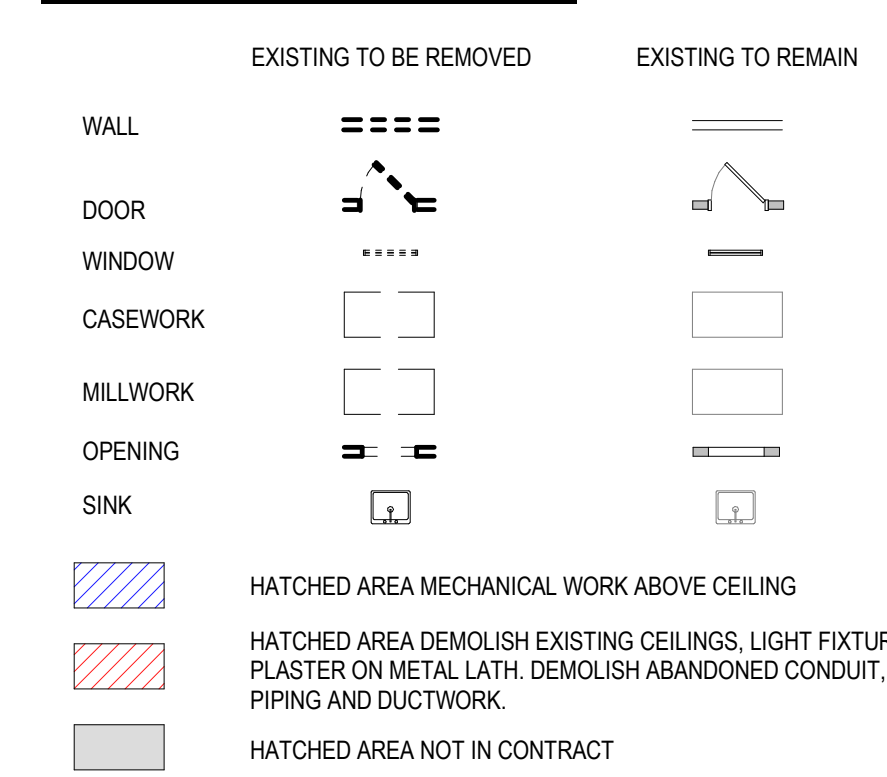 EXISTING TO BE REMOVED EXISTING TO REMAIN
WALL
DOOR
WINDOW
CASEWORK
MILLWORK
OPENING
SINK
HATCHED AREA MECHANICAL WORK ABOVE CEILING
HATCHED AREA DEMOLISH EXISTING CEILINGS, LIGHT
PLASTER ON METAL LATH. DEMOLISH ABANDONED CONDUIT,
PIPING AND DUCTWORK.
HATCHED AREA NOT IN CONTRACT